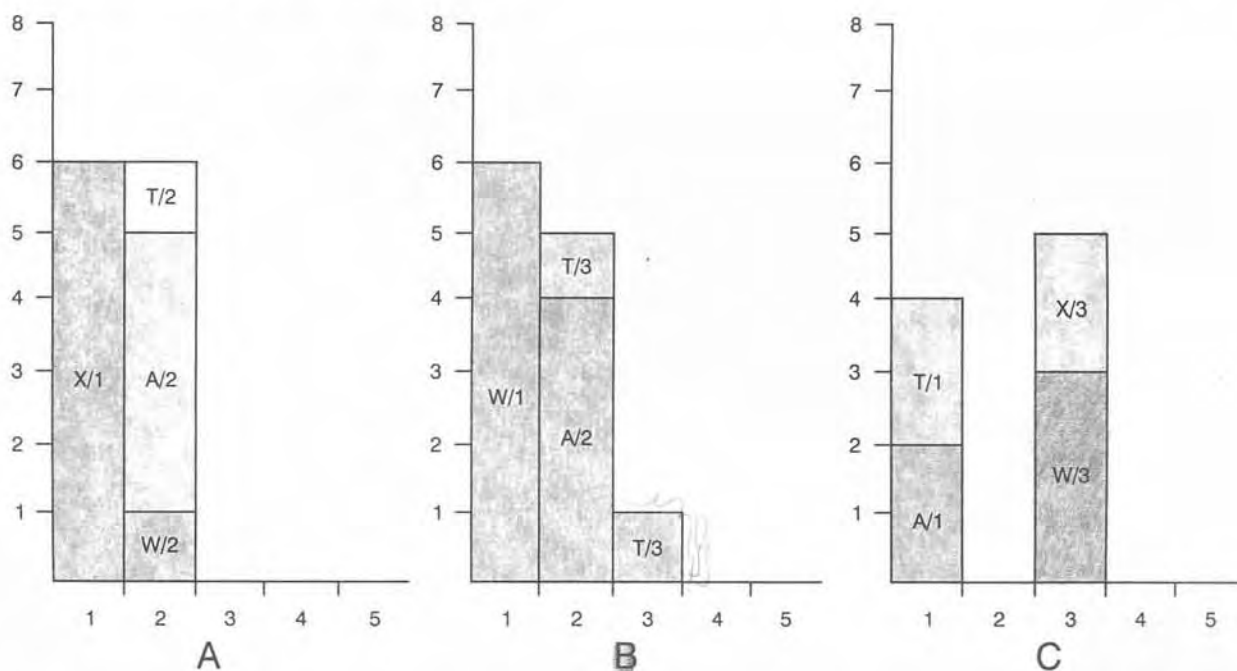 8 8 8
7 7 7
6 6 6
T/2
5 5 5
T/3
4 4 4
X/3
3 X/1 A/2 3 3
W/1 T/1
2 2 A/2 2
W/3
1 1 1
W/2 T/3 A/1
1 2 3 4 5 1 2 3 4 5 1 2 3 4 5
A B C